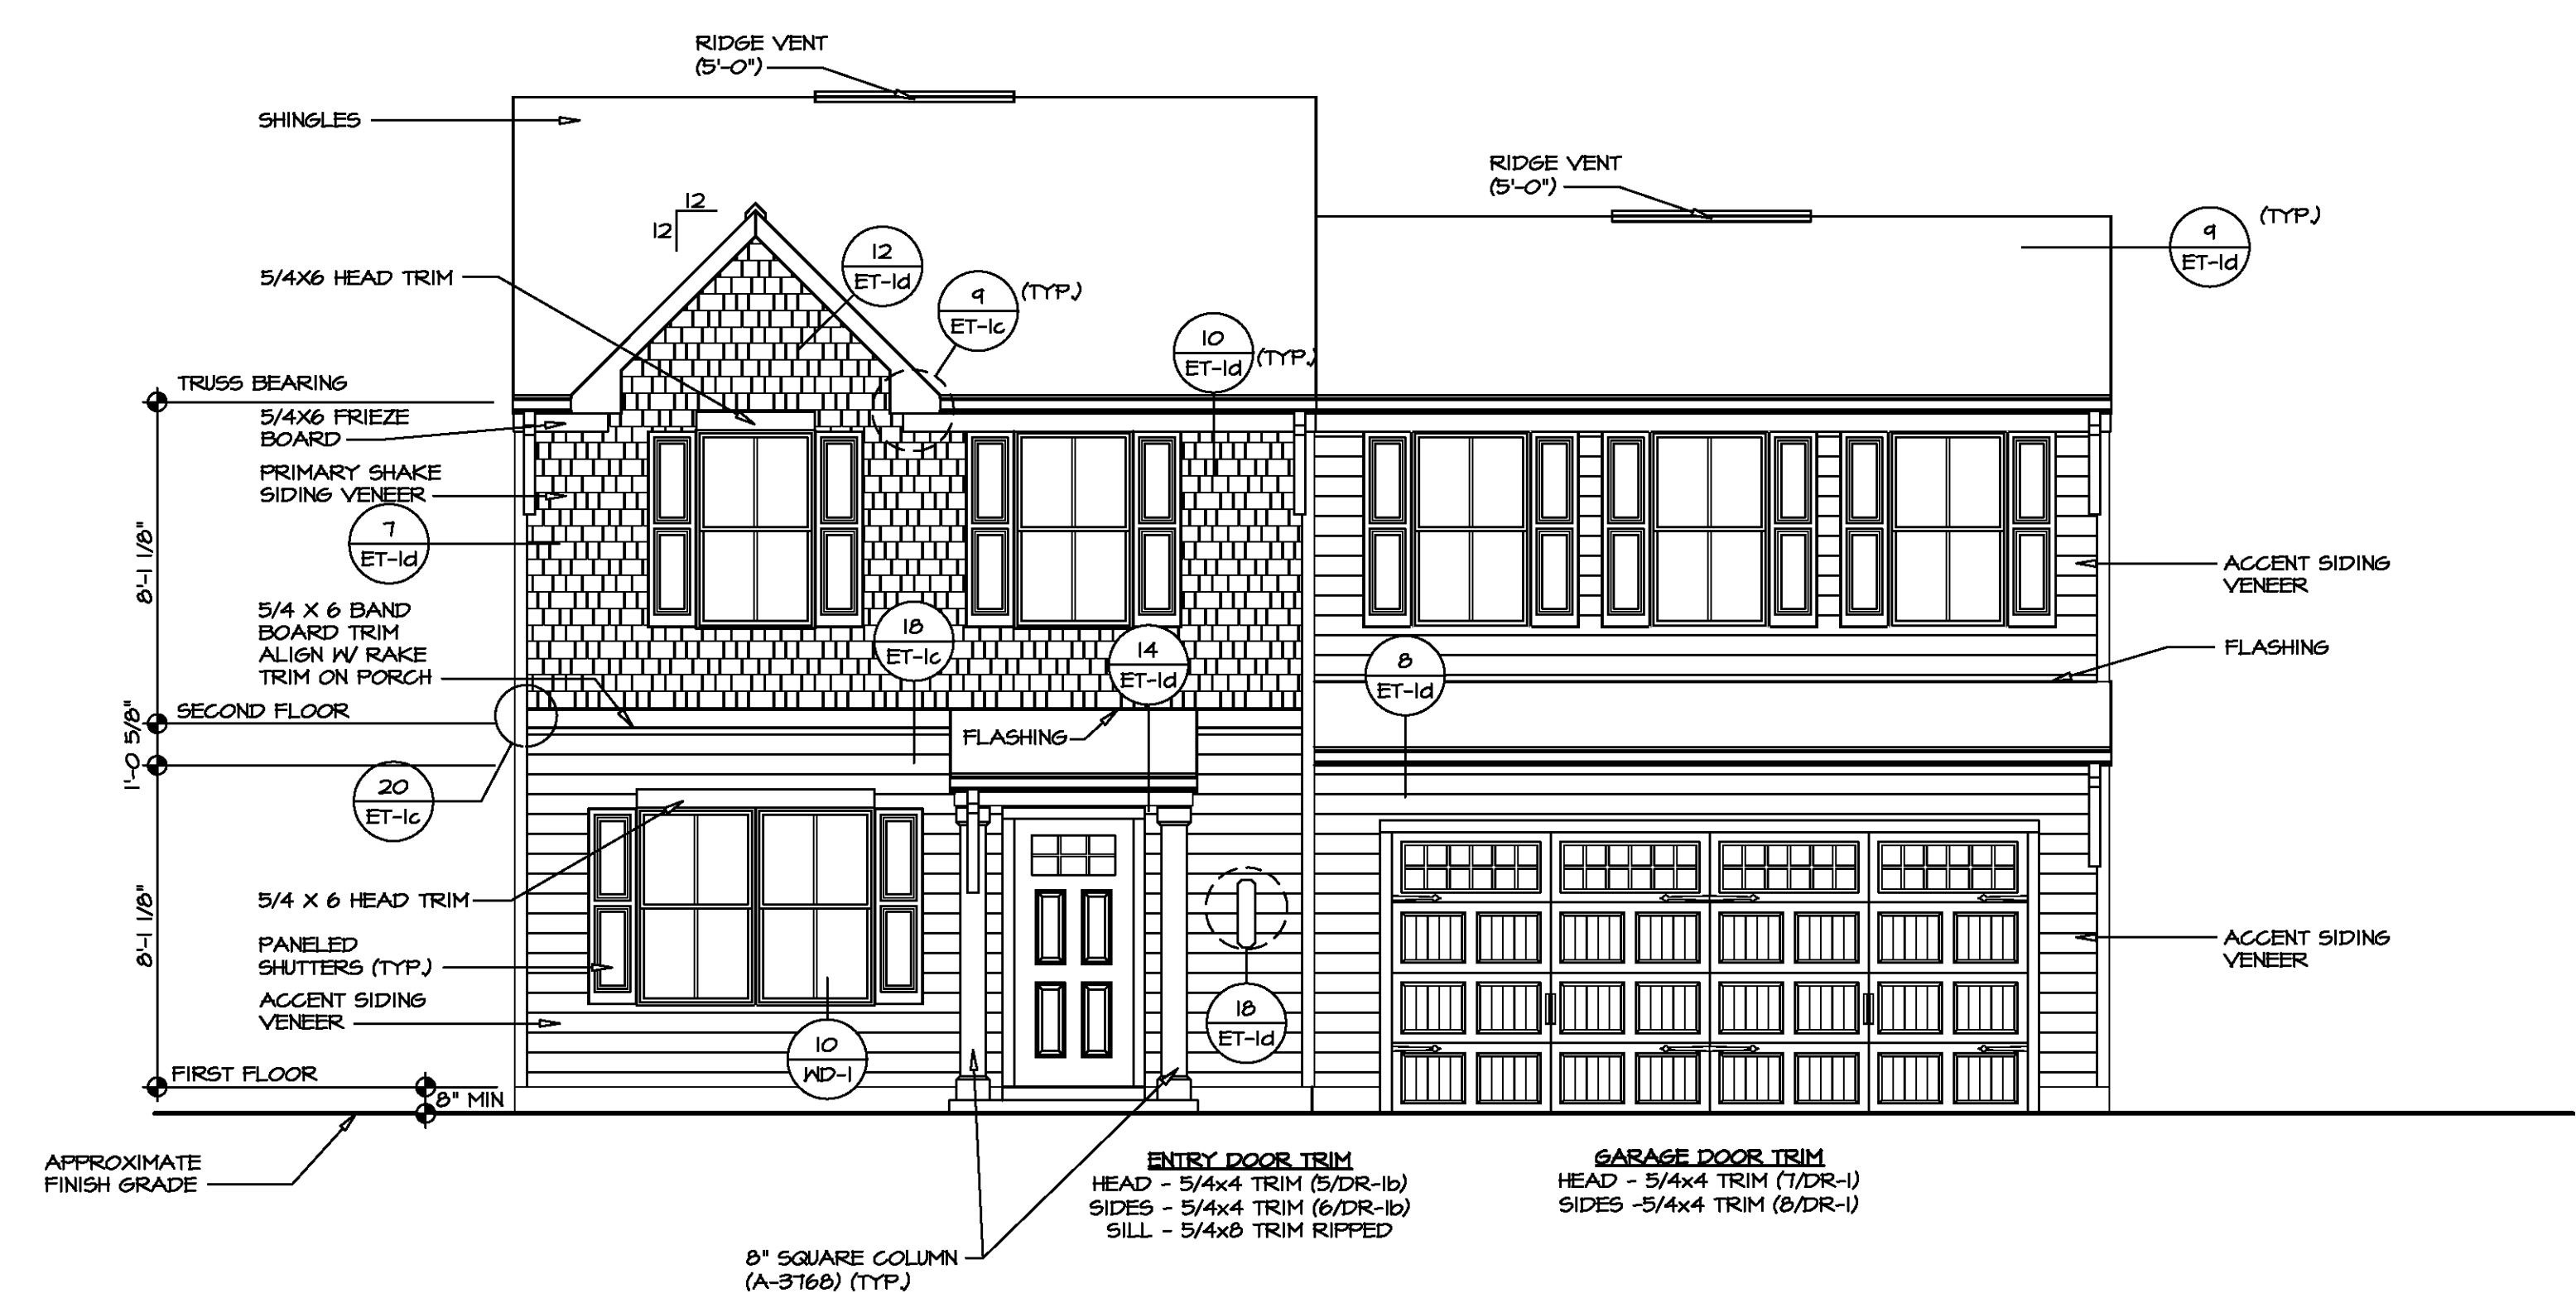 RIDGE VENT
(5'-0")
SHINGLES
RIDGE VENT
(5'-0")
12
12
9
ET-1d
(TYP.)
12
ET-1d
5/4X6 HEAD TRIM
9
ET-1c
(TYP.)
10
ET-1d
(TYP.)
TRUSS BEARING
5/4X6 FRIEZE
BOARD
PRIMARY SHAKE
SIDING VENEER
7
ET-1d
8'-1 1/8"
ACCENT SIDING
VENEER
5/4 X 6 BAND
BOARD TRIM
ALIGN W/ RAKE
TRIM ON PORCH
18
ET-1c
14
ET-1d
8
ET-1d
FLASHING
SECOND FLOOR
FLASHING
1'-0 5/8"
20
ET-1c
5/4 X 6 HEAD TRIM
8'-1 1/8"
PANELED
SHUTTERS (TYP.)
ACCENT SIDING
VENEER
ACCENT SIDING
VENEER
18
ET-1d
10
WD-1
FIRST FLOOR
8" MIN
APPROXIMATE
FINISH GRADE
ENTRY DOOR TRIM
HEAD - 5/4x4 TRIM (5/DR-1b)
SIDES - 5/4x4 TRIM (6/DR-1b)
SILL - 5/4x8 TRIM RIPPED
GARAGE DOOR TRIM
HEAD - 5/4x4 TRIM (7/DR-1)
SIDES -5/4x4 TRIM (8/DR-1)
8" SQUARE COLUMN
(A-3768) (TYP.)